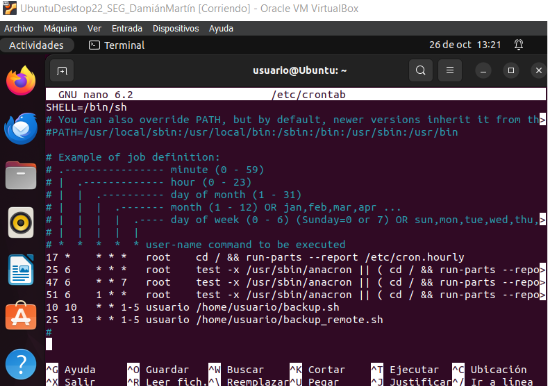 UbuntuDesktop22_SEG_DamiánMartín [Corriendo] - Oracle VM VirtualBox
Archivo Máquina Ver Entrada Dispositivos Ayuda
Actividades Terminal 26 de oct 13:21
usuario@Ubuntu: ~
GNU nano 6.2 /etc/crontab
SHELL=/bin/sh
# You can also override PATH, but by default, newer versions inherit it from th>
#PATH=/usr/local/sbin:/usr/local/bin:/sbin:/bin:/usr/sbin:/usr/bin

# Example of job definition:
# .---------------- minute (0 - 59)
# | .------------- hour (0 - 23)
# | | .---------- day of month (1 - 31)
# | | | .------- month (1 - 12) OR jan,feb,mar,apr ...
# | | | | .---- day of week (0 - 6) (Sunday=0 or 7) OR sun,mon,tue,wed,thu,>
# | | | | |
# * * * * * user-name command to be executed
17 * * * * root cd / && run-parts --report /etc/cron.hourly
25 6 * * * root test -x /usr/sbin/anacron || ( cd / && run-parts --repo>
47 6 * * 7 root test -x /usr/sbin/anacron || ( cd / && run-parts --repo>
51 6 1 * * root test -x /usr/sbin/anacron || ( cd / && run-parts --repo>
10 10 * * 1-5 usuario /home/usuario/backup.sh
25 13 * * 1-5 usuario /home/usuario/backup_remote.sh
#
^G Ayuda ^O Guardar ^W Buscar ^K Cortar ^T Ejecutar ^C Ubicación
^X Salir ^R Leer fich. ^\ Reemplazar ^U Pegar ^J Justificar ^/ Ir a línea